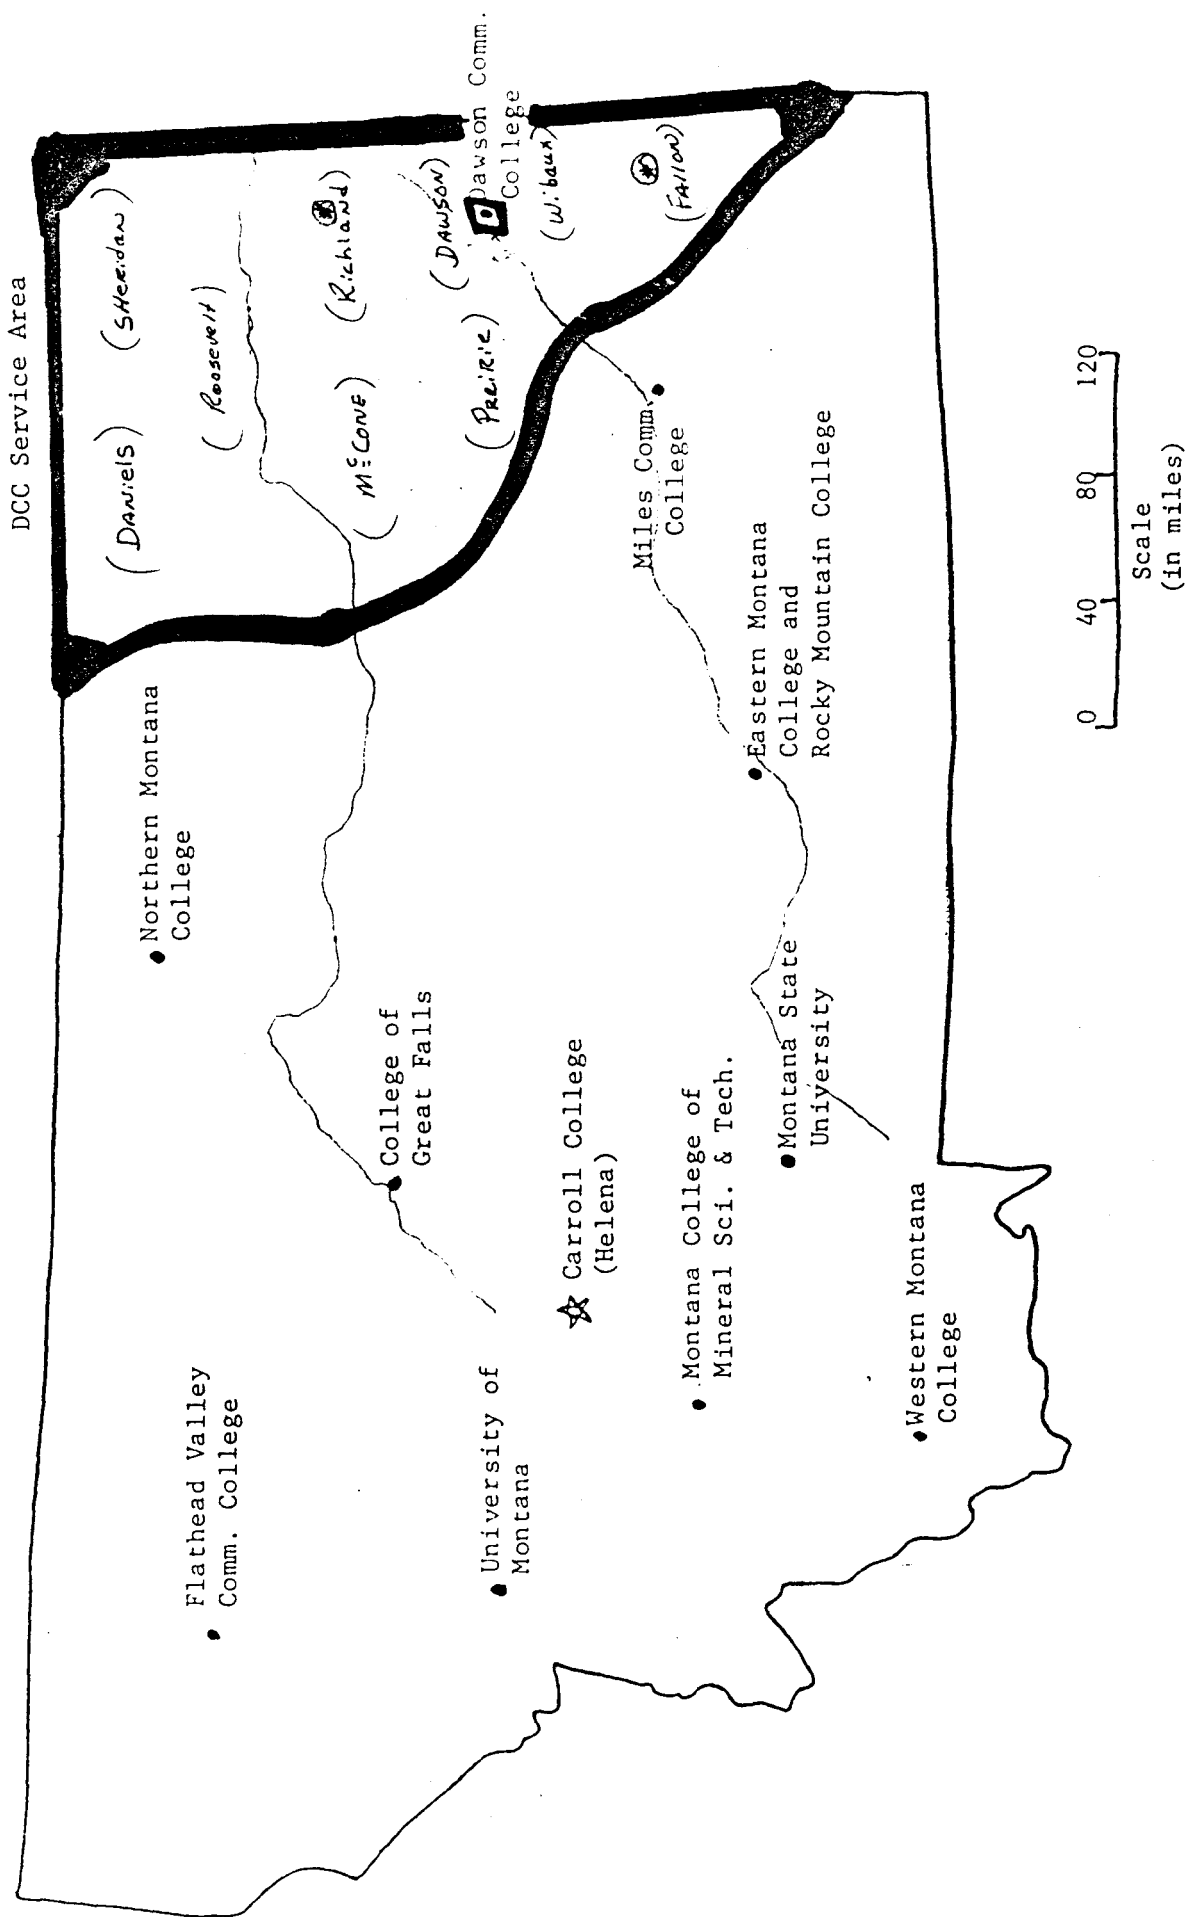 DCC Service Area
(DANiElS)
(SHERidAN)
(Roosevelt)
(McCONE)
(RichlANd)
(PREiRiE)
(DAWSON)
Dawson Comm.
College
(Wibaux)
(FAllON)
Flathead Valley
Comm. College
Northern Montana
College
College of
Great Falls
University of
Montana
Carroll College
(Helena)
Miles Comm.
College
Montana College of
Mineral Sci. & Tech.
Eastern Montana
College and
Rocky Mountain College
Montana State
University
Western Montana
College
0 40 80 120
Scale
(in miles)